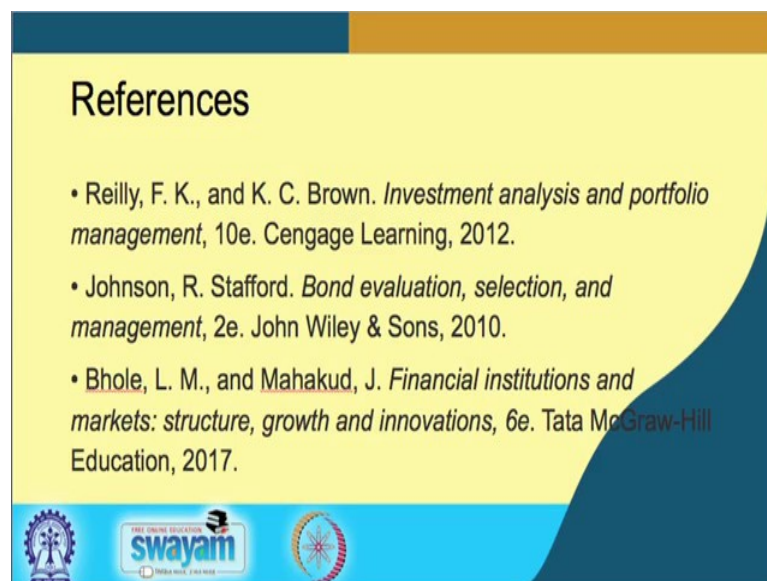 References
• Reilly, F. K., and K. C. Brown. Investment analysis and portfolio
management, 10e. Cengage Learning, 2012.
• Johnson, R. Stafford. Bond evaluation, selection, and
management, 2e. John Wiley & Sons, 2010.
• Bhole, L. M., and Mahakud, J. Financial institutions and
markets: structure, growth and innovations, 6e. Tata McGraw-Hill
Education, 2017.
FREE ONLINE EDUCATION
swayam